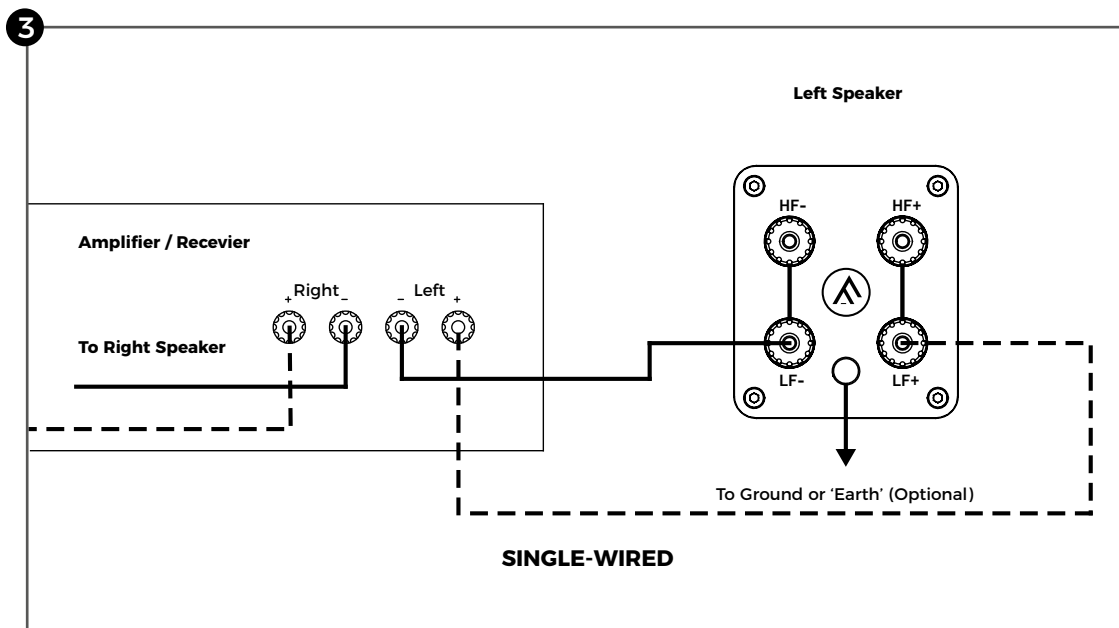 3
Left Speaker
HF- HF+
Amplifier / Recevier
+ Right - - Left +
To Right Speaker
LF- LF+
To Ground or ‘Earth’ (Optional)
SINGLE-WIRED